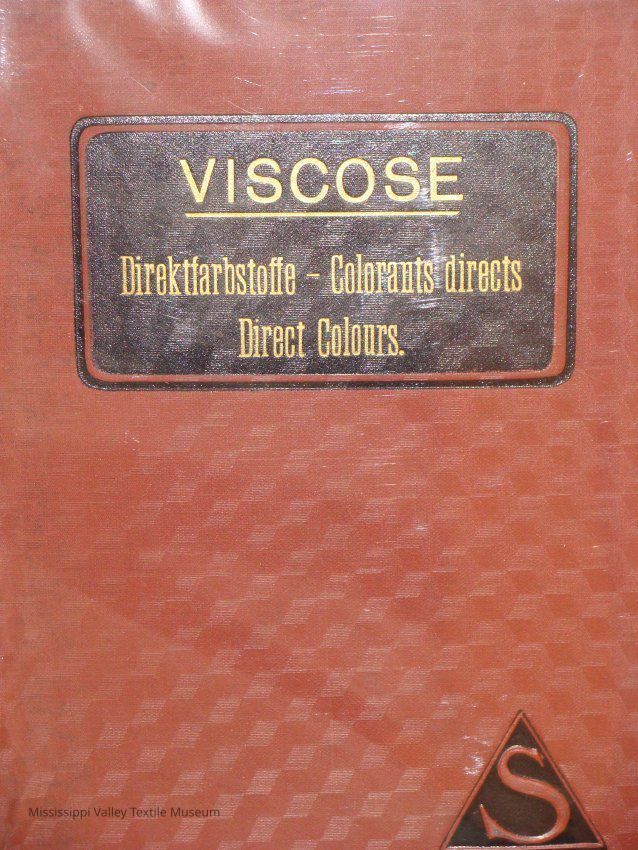 VISCOSE
Direktfarbstoffe - Colorants directs
Direct Colours.
S
Mississippi Valley Textile Museum